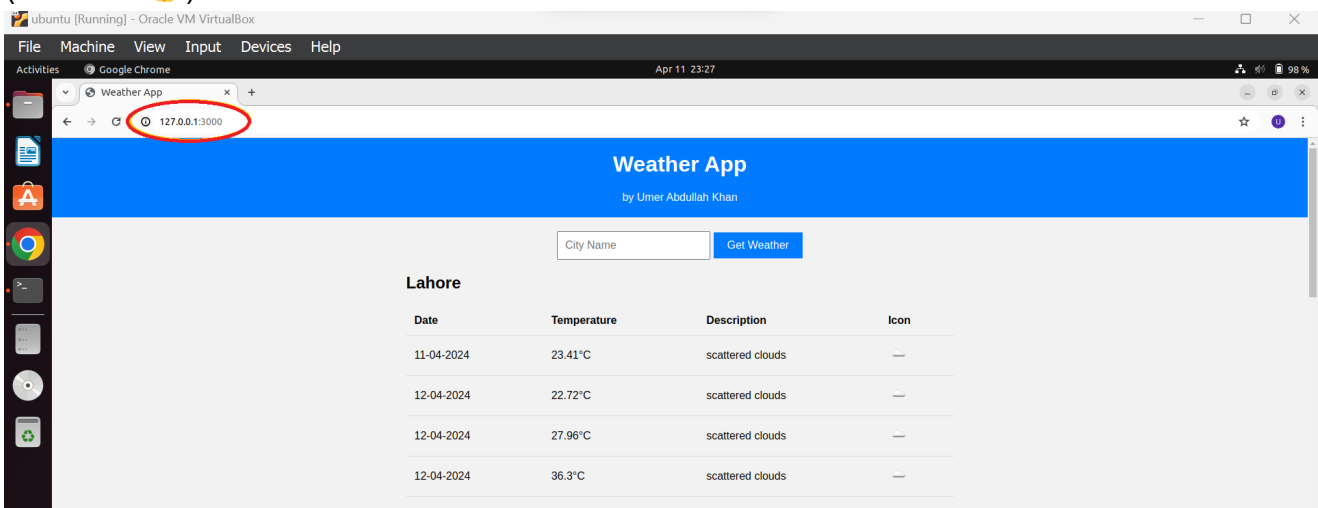 ubuntu [Running] - Oracle VM VirtualBox
File Machine View Input Devices Help
Activities Google Chrome Apr 11 23:27 98 %
Weather App
127.0.0.1:3000
U
Weather App
by Umer Abdullah Khan
City Name Get Weather
Lahore
Date Temperature Description Icon
11-04-2024 23.41°C scattered clouds
12-04-2024 22.72°C scattered clouds
12-04-2024 27.96°C scattered clouds
12-04-2024 36.3°C scattered clouds